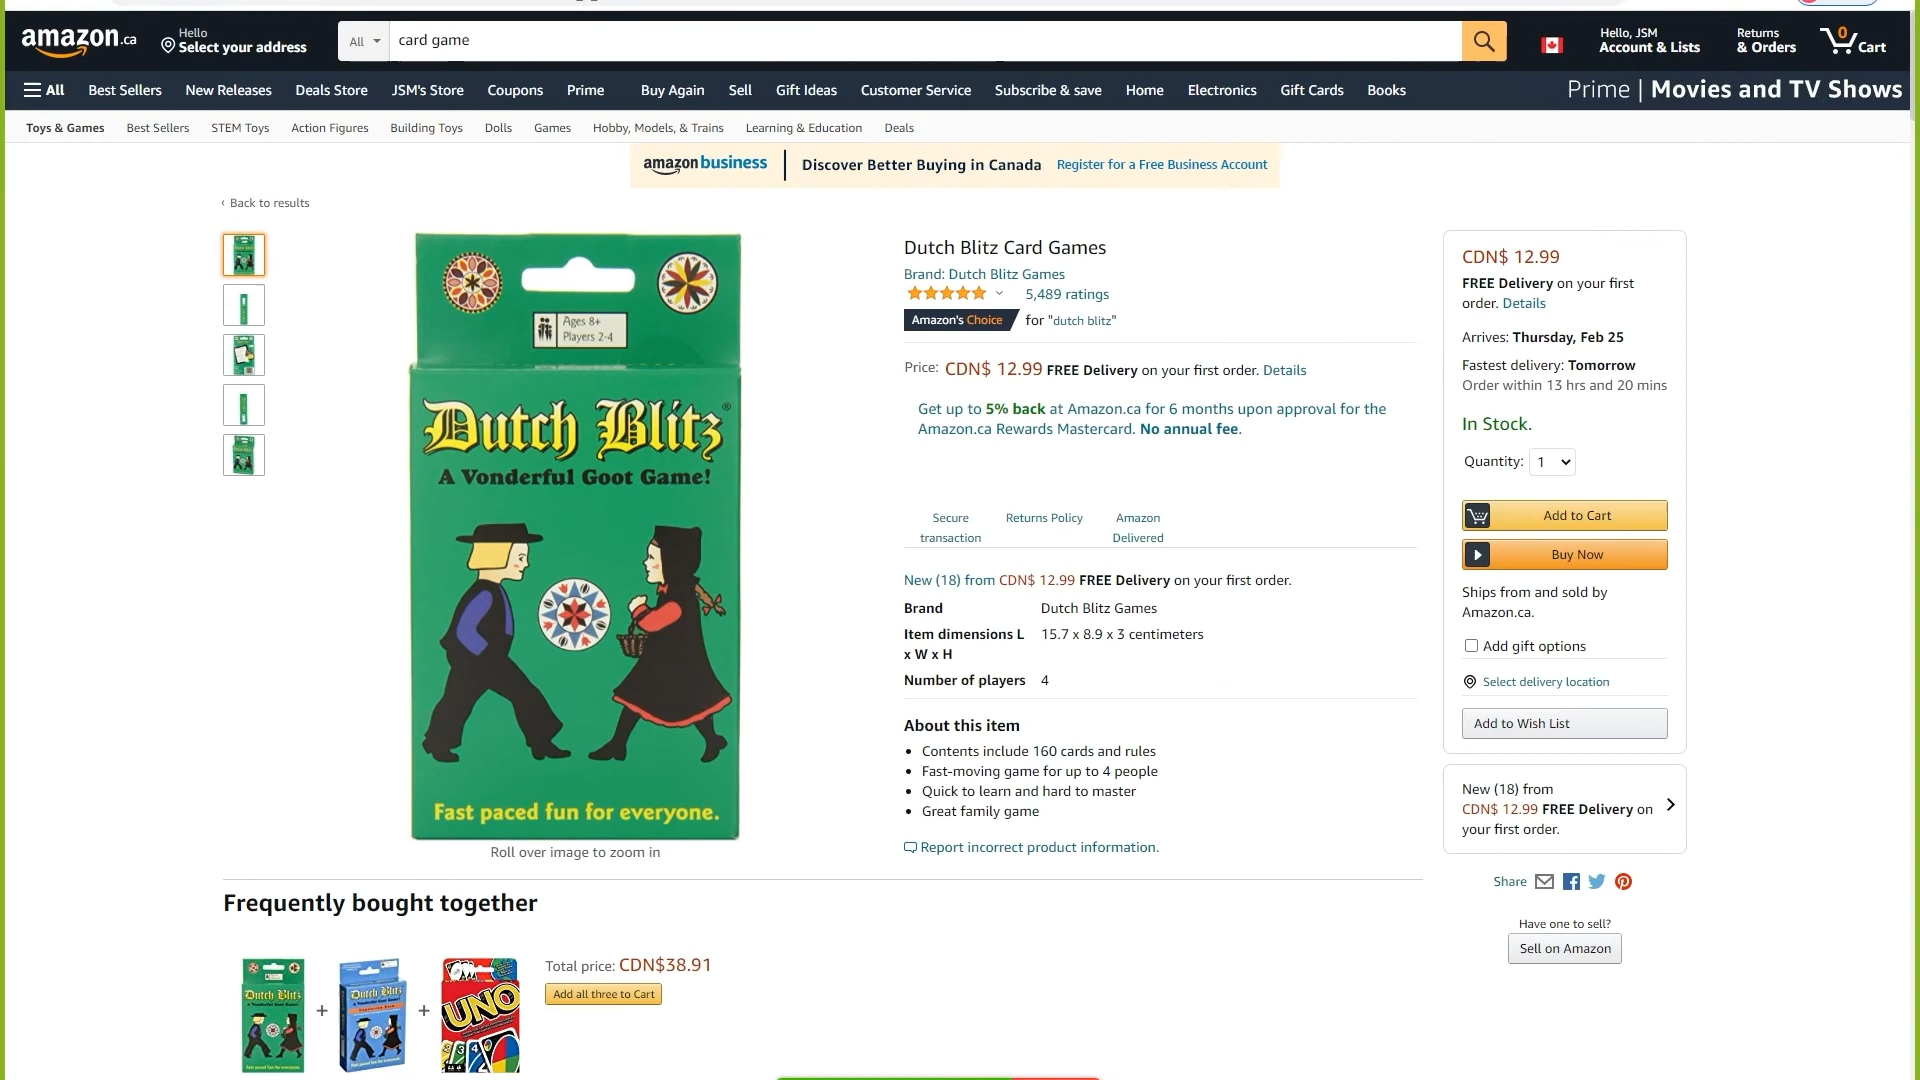 amazon.ca
Hello
Select your address
All
card game
Hello, JSM
Account & Lists
Returns
& Orders
0
Cart
All
Best Sellers
New Releases
Deals Store
JSM's Store
Coupons
Prime
Buy Again
Sell
Gift Ideas
Customer Service
Subscribe & save
Home
Electronics
Gift Cards
Books
Prime | Movies and TV Shows
Toys & Games
Best Sellers
STEM Toys
Action Figures
Building Toys
Dolls
Games
Hobby, Models, & Trains
Learning & Education
Deals
amazon business
Discover Better Buying in Canada
Register for a Free Business Account
‹ Back to results
Ages 8+
Players 2-4
Dutch Blitz®
A Vonderful Goot Game!
Fast paced fun for everyone.
Roll over image to zoom in
Dutch Blitz Card Games
Brand: Dutch Blitz Games
5,489 ratings
Amazon's Choice for "dutch blitz"
Price: CDN$ 12.99 FREE Delivery on your first order. Details
Get up to 5% back at Amazon.ca for 6 months upon approval for the
Amazon.ca Rewards Mastercard. No annual fee.
Secure
transaction
Returns Policy
Amazon
Delivered
New (18) from CDN$ 12.99 FREE Delivery on your first order.
Brand Dutch Blitz Games
Item dimensions L 15.7 x 8.9 x 3 centimeters
x W x H
Number of players 4
About this item
• Contents include 160 cards and rules
• Fast-moving game for up to 4 people
• Quick to learn and hard to master
• Great family game
Report incorrect product information.
CDN$ 12.99
FREE Delivery on your first
order. Details
Arrives: Thursday, Feb 25
Fastest delivery: Tomorrow
Order within 13 hrs and 20 mins
In Stock.
Quantity: 1
Add to Cart
Buy Now
Ships from and sold by
Amazon.ca.
Add gift options
Select delivery location
Add to Wish List
New (18) from
CDN$ 12.99 FREE Delivery on
your first order.
Share
Have one to sell?
Sell on Amazon
Frequently bought together
Dutch Blitz
+
Dutch Blitz
+
UNO
Total price: CDN$38.91
Add all three to Cart